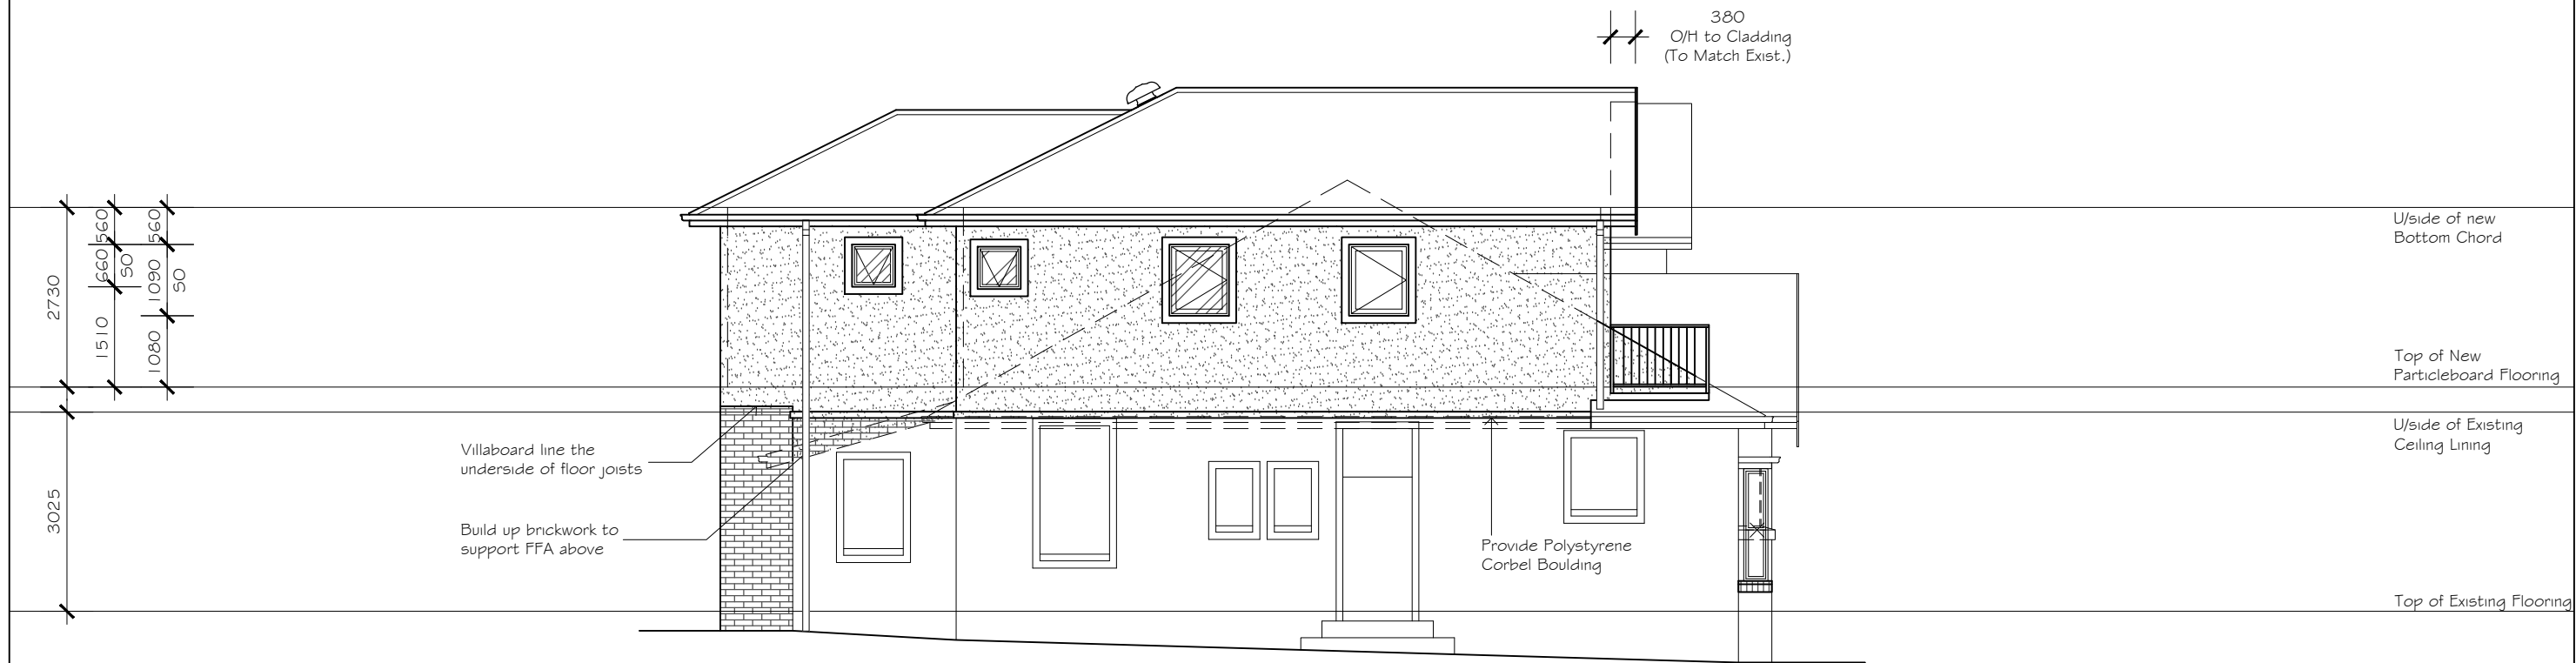 380
O/H to Cladding
(To Match Exist.)
560
560
660
50
1090
50
2730
1510
1080
3025
U/side of new
Bottom Chord
Top of New
Particleboard Flooring
U/side of Existing
Ceiling Lining
Top of Existing Flooring
Villaboard line the
underside of floor joists
Build up brickwork to
support FFA above
Provide Polystyrene
Corbel Boulding